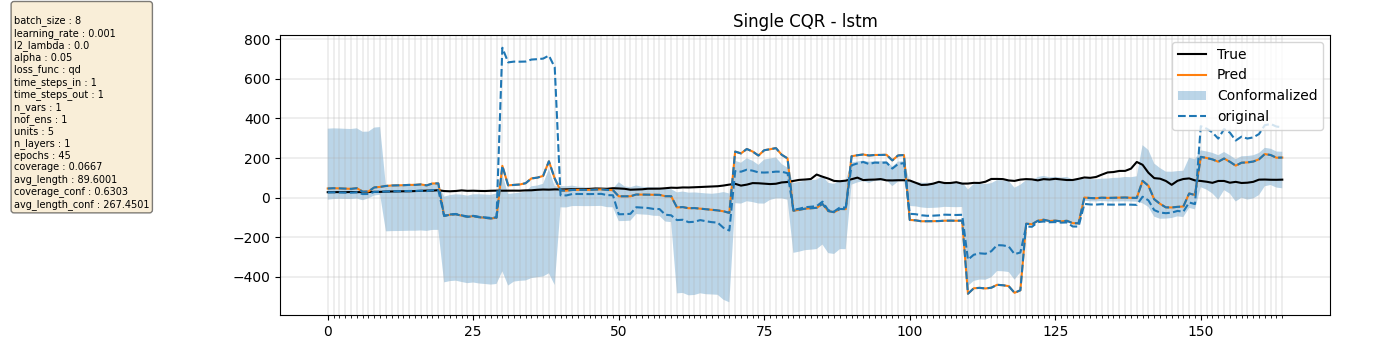 batch_size : 8
learning_rate : 0.001
l2_lambda : 0.0
alpha : 0.05
loss_func : qd
time_steps_in : 1
time_steps_out : 1
n_vars : 1
nof_ens : 1
units : 5
n_layers : 1
epochs : 45
coverage : 0.0667
avg_length : 89.6001
coverage_conf : 0.6303
avg_length_conf : 267.4501
Single CQR - lstm
800
600
400
200
0
−200
−400
True
Pred
Conformalized
original
0 25 50 75 100 125 150